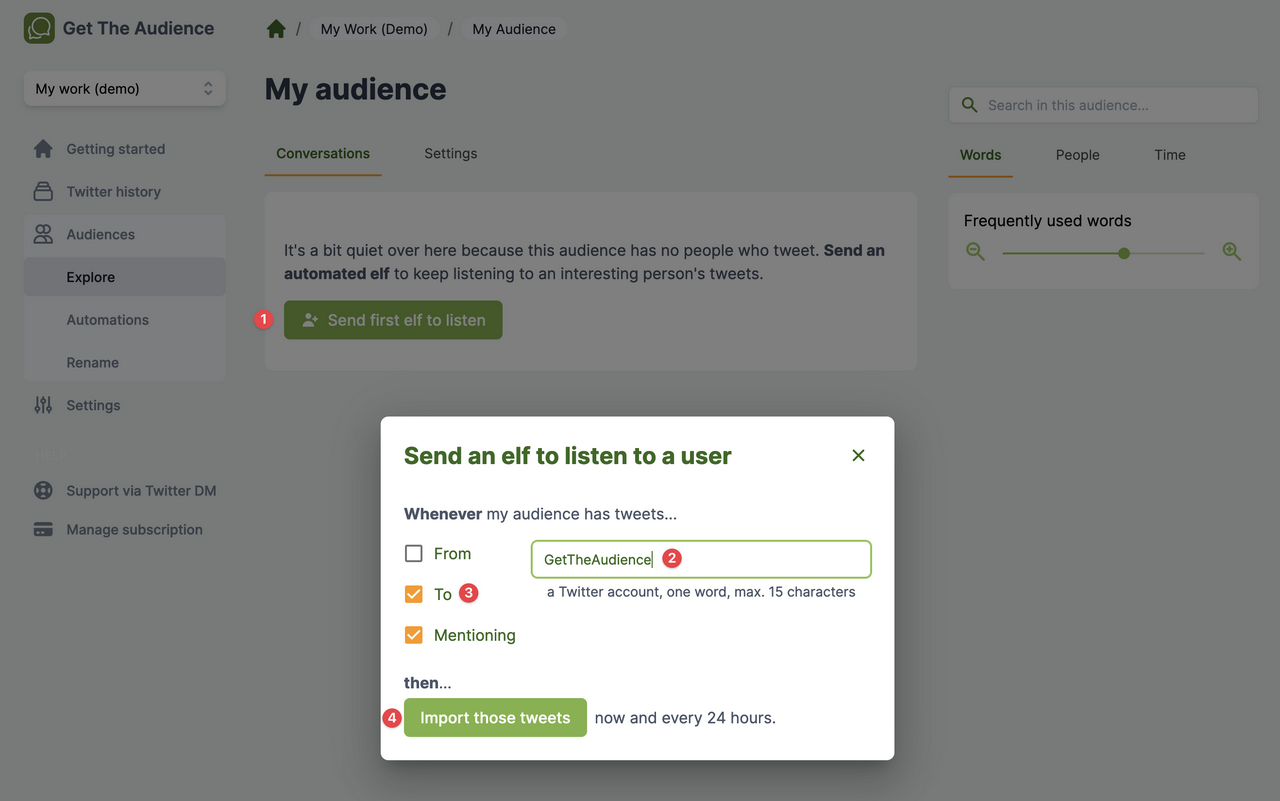 Get The Audience
/ My Work (Demo) / My Audience
My work (demo)
Getting started
Twitter history
Audiences
Explore
Automations
Rename
Settings
Support via Twitter DM
Manage subscription
My audience
Conversations Settings
It's a bit quiet over here because this audience has no people who tweet. Send an
automated elf to keep listening to an interesting person's tweets.
1 Send first elf to listen
Search in this audience...
Words People Time
Frequently used words
Send an elf to listen to a user
Whenever my audience has tweets...
From
GetTheAudience 2
a Twitter account, one word, max. 15 characters
To 3
Mentioning
then...
4 Import those tweets now and every 24 hours.